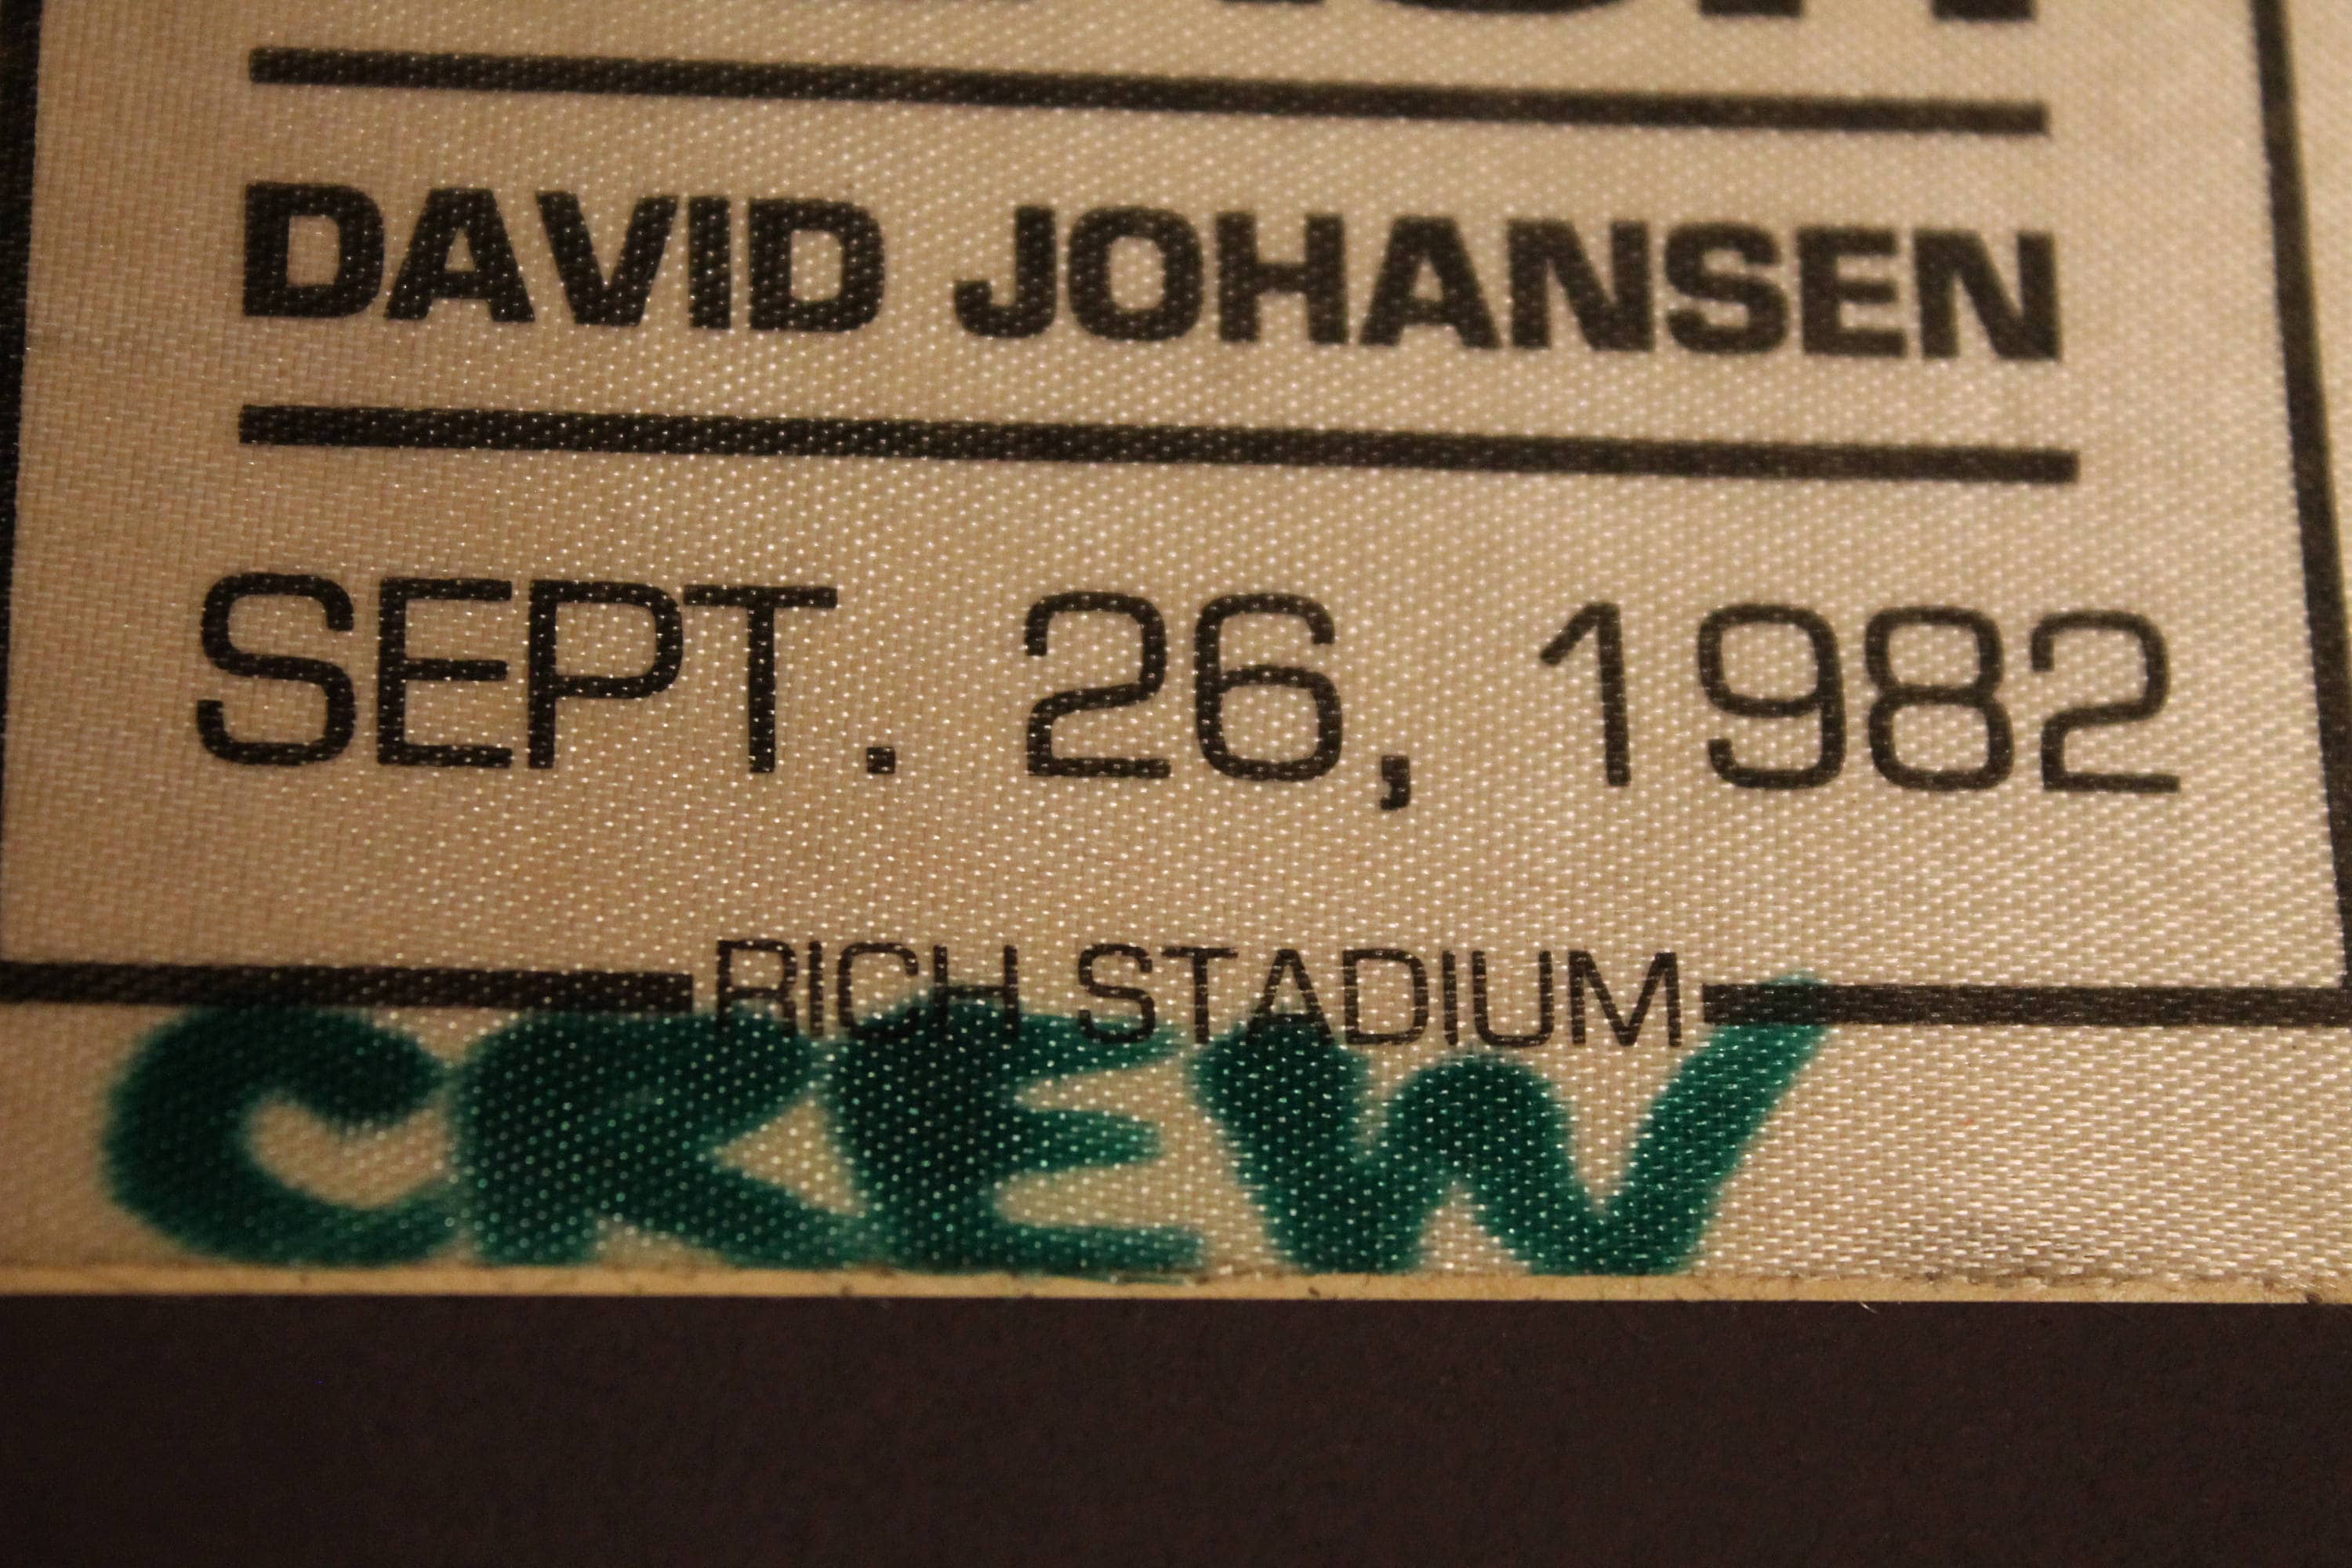 DAVID JOHANSEN
SEPT. 26, 1982
RICH STADIUM
CREW